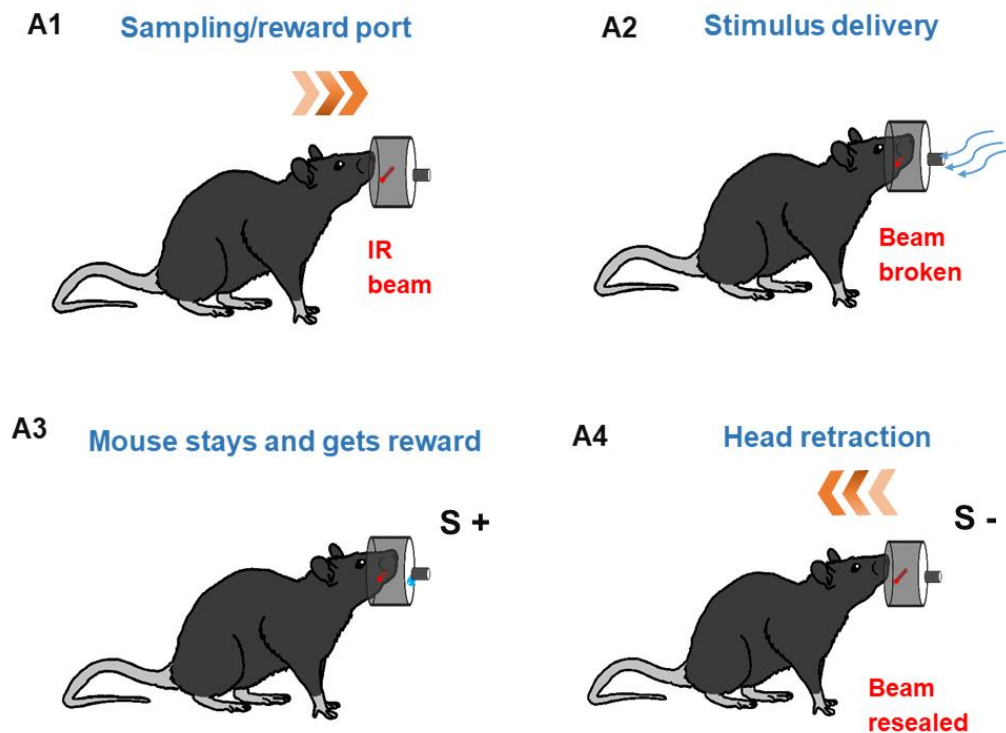 A1
Sampling/reward port
IR
beam
A2
Stimulus delivery
Beam
broken
A3
Mouse stays and gets reward
S +
A4
Head retraction
S -
Beam
resealed